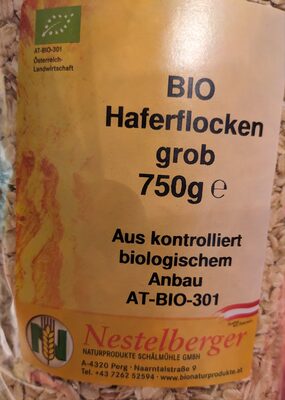 AT-BIO-301
Österreich-
Landwirtschaft
BIO
Haferflocken
grob
750g ℮
Aus kontrolliert
biologischem
Anbau
AT-BIO-301
Nestelberger
NATURPRODUKTE SCHÄLMÜHLE GMBH
A-4320 Perg · Naarntalstraße 9
Tel. +43 7262 52594 · www.bionaturprodukte.at